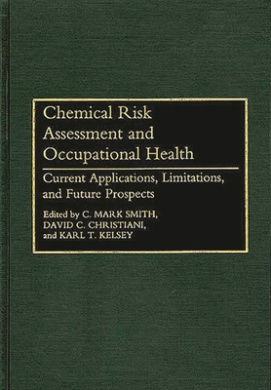 Chemical Risk
Assessment and
Occupational Health
Current Applications, Limitations,
and Future Prospects
Edited by C. MARK SMITH,
DAVID C. CHRISTIANI,
and KARL T. KELSEY